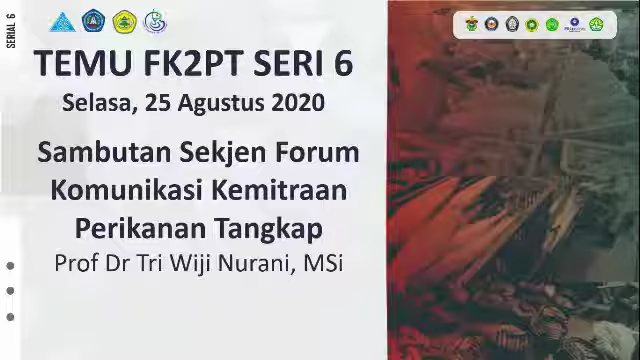 SERIAL 6
TEMU FK2PT SERI 6
Selasa, 25 Agustus 2020
Sambutan Sekjen Forum
Komunikasi Kemitraan
Perikanan Tangkap
Prof Dr Tri Wiji Nurani, MSi